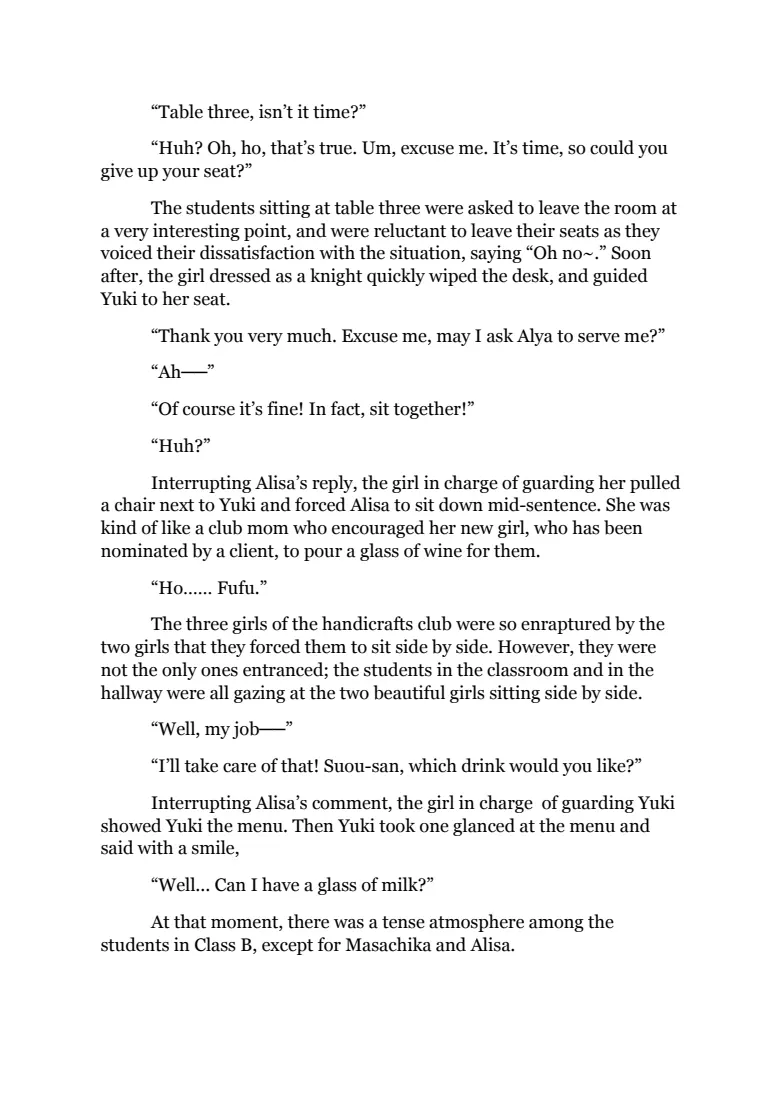 “Table three, isn’t it time?”
“Huh? Oh, ho, that’s true. Um, excuse me. It’s time, so could you
give up your seat?”
The students sitting at table three were asked to leave the room at
a very interesting point, and were reluctant to leave their seats as they
voiced their dissatisfaction with the situation, saying “Oh no~.” Soon
after, the girl dressed as a knight quickly wiped the desk, and guided
Yuki to her seat.
“Thank you very much. Excuse me, may I ask Alya to serve me?”
“Ah──”
“Of course it’s fine! In fact, sit together!”
“Huh?”
Interrupting Alisa’s reply, the girl in charge of guarding her pulled
a chair next to Yuki and forced Alisa to sit down mid-sentence. She was
kind of like a club mom who encouraged her new girl, who has been
nominated by a client, to pour a glass of wine for them.
“Ho…… Fufu.”
The three girls of the handicrafts club were so enraptured by the
two girls that they forced them to sit side by side. However, they were
not the only ones entranced; the students in the classroom and in the
hallway were all gazing at the two beautiful girls sitting side by side.
“Well, my job──”
“I’ll take care of that! Suou-san, which drink would you like?”
Interrupting Alisa’s comment, the girl in charge  of guarding Yuki
showed Yuki the menu. Then Yuki took one glanced at the menu and
said with a smile,
“Well... Can I have a glass of milk?”
At that moment, there was a tense atmosphere among the
students in Class B, except for Masachika and Alisa.